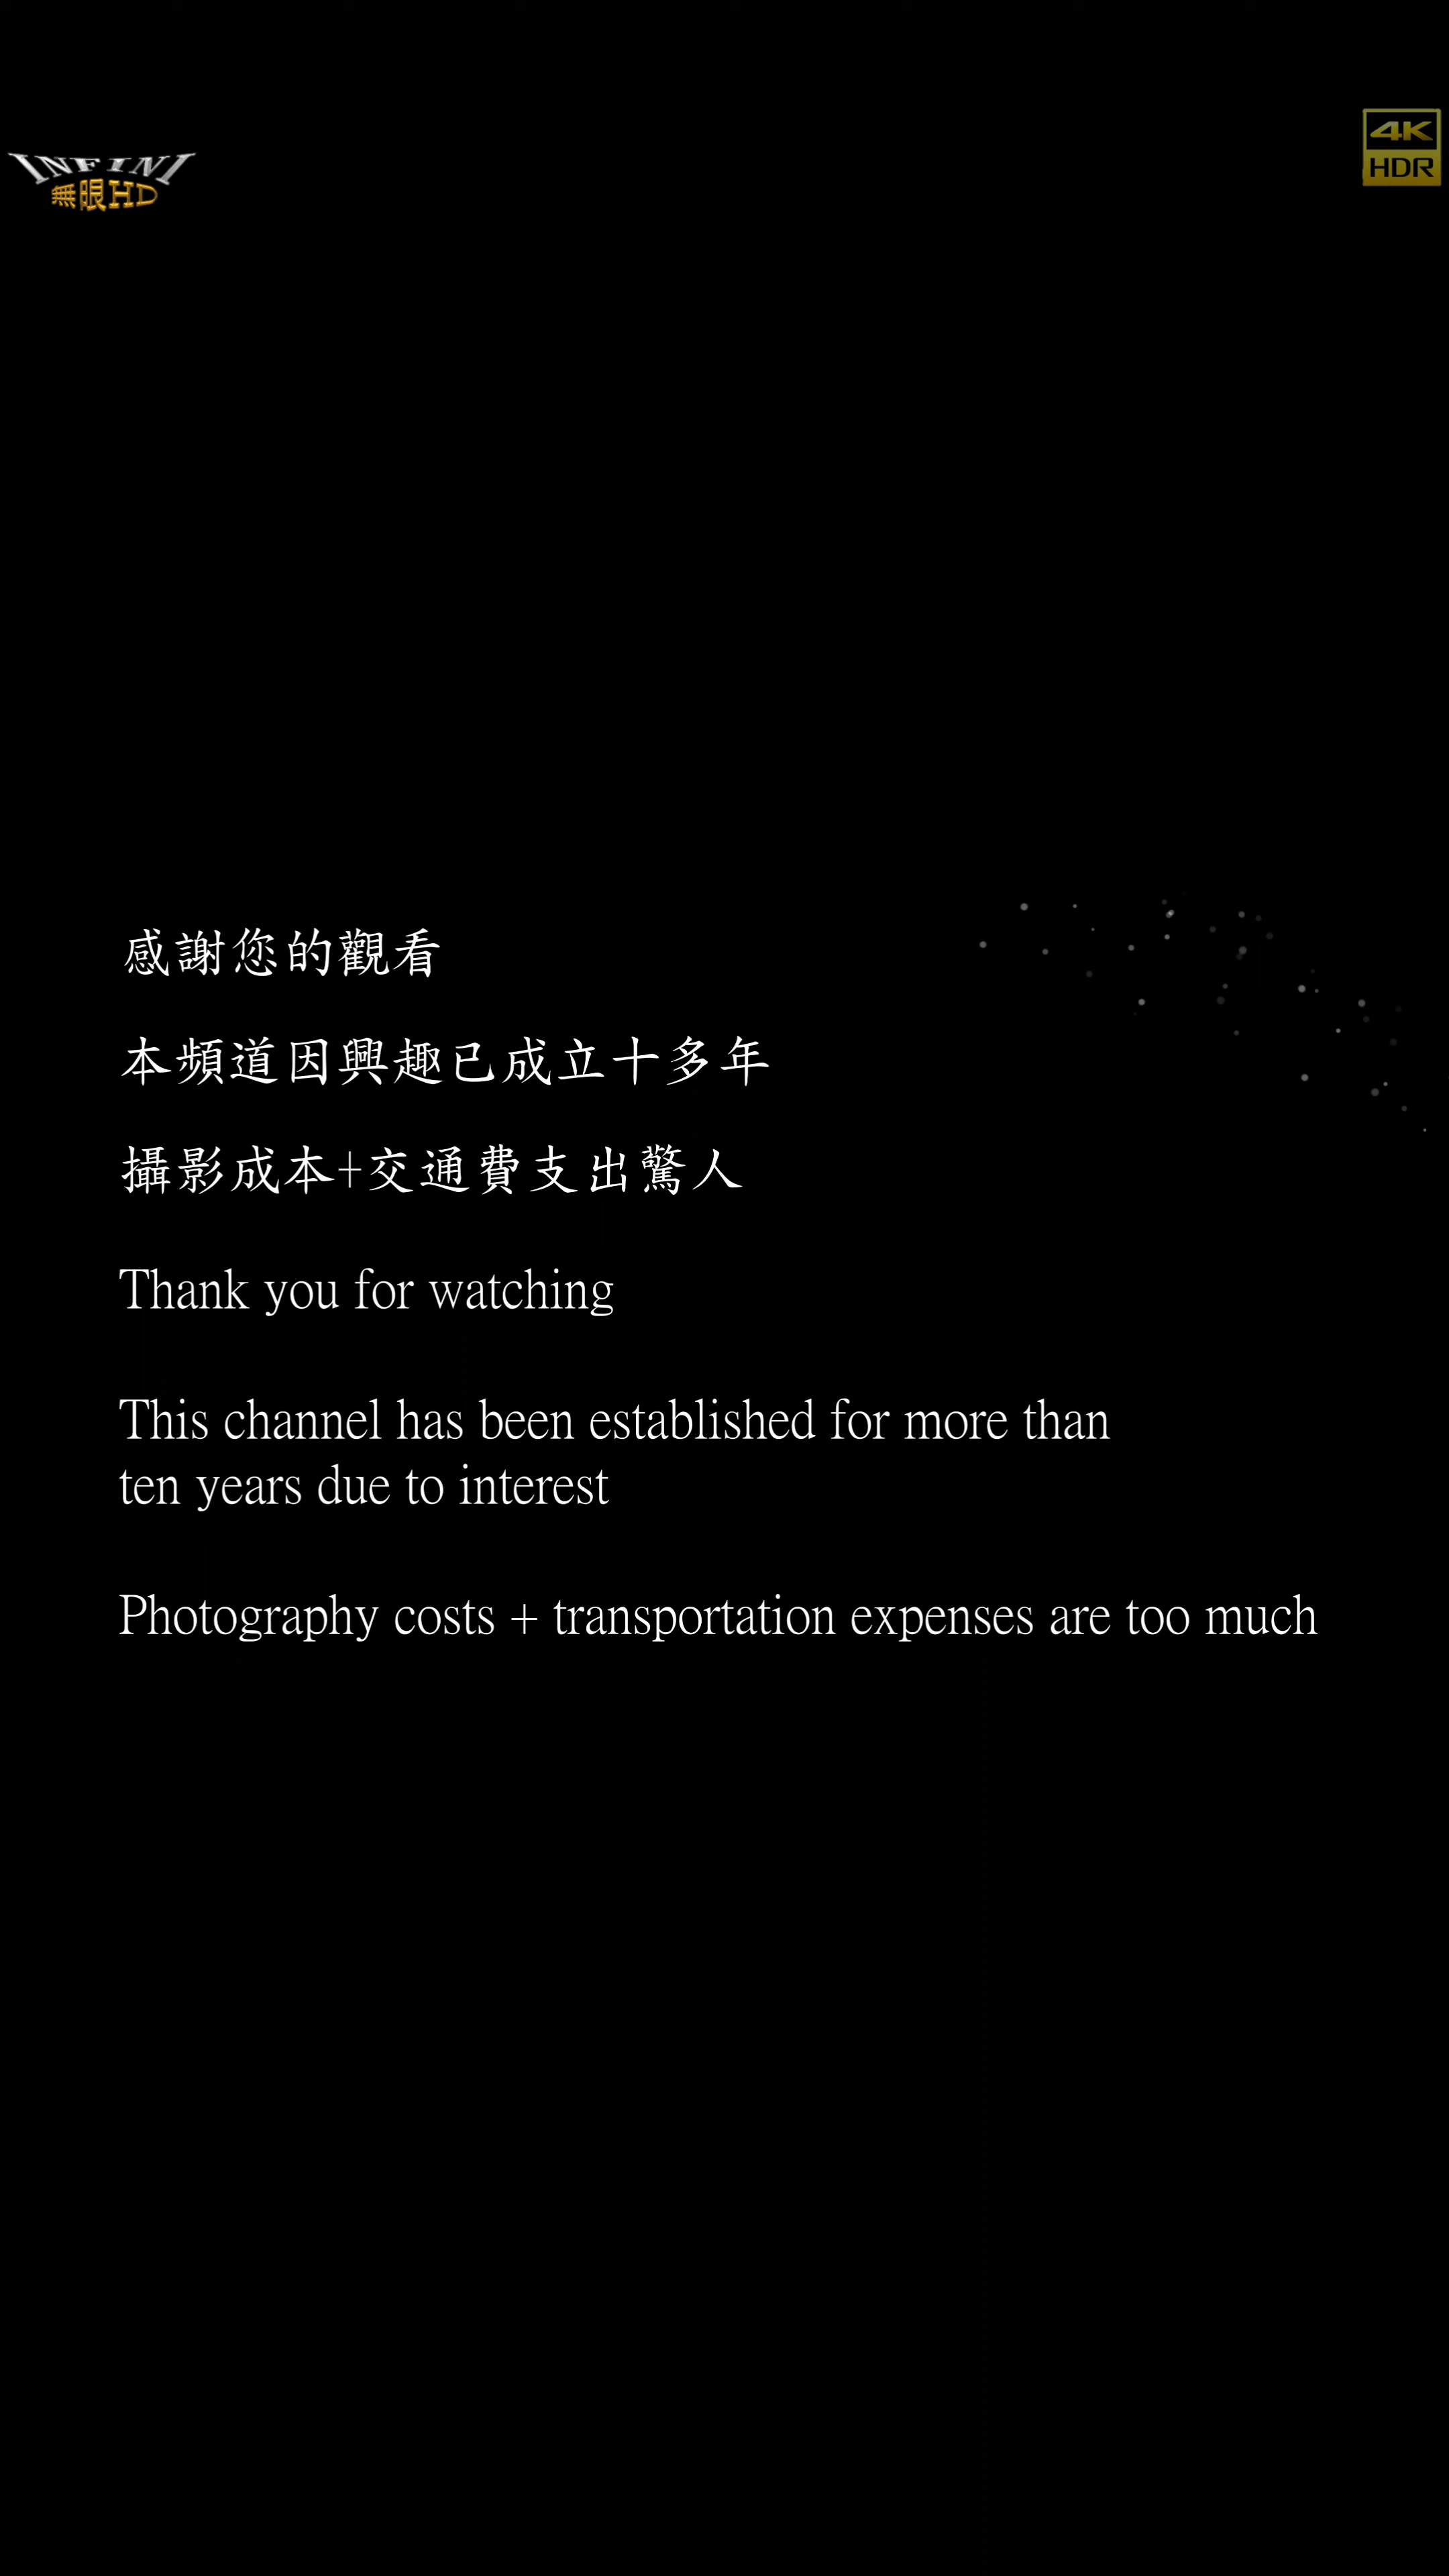 INFINI
無限HD
4K
HDR
感謝您的觀看
本頻道因興趣已成立十多年
攝影成本+交通費支出驚人
Thank you for watching
This channel has been established for more than
ten years due to interest
Photography costs + transportation expenses are too much